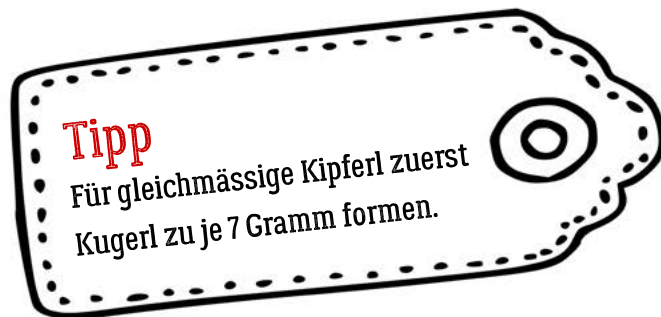 Tipp
Für gleichmässige Kipferl zuerst
Kugerl zu je 7 Gramm formen.